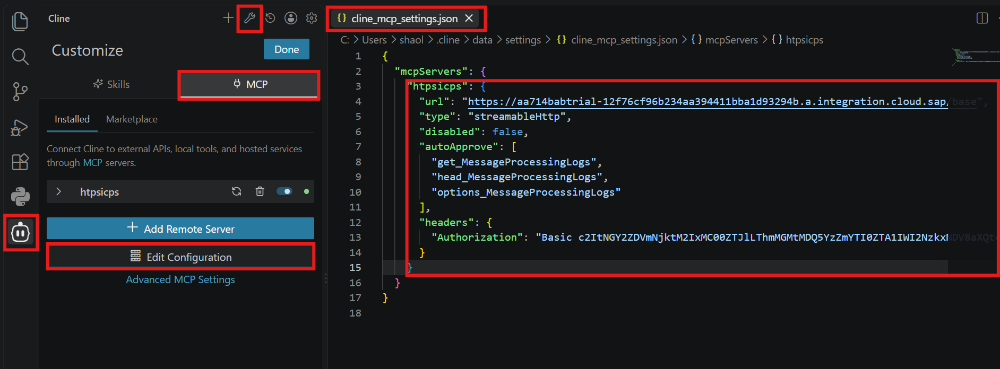 Cline
Customize
Done
Skills
MCP
Installed
Marketplace
Connect Cline to external APIs, local tools, and hosted services
through MCP servers.
htpsicps
Add Remote Server
Edit Configuration
Advanced MCP Settings
{} cline_mcp_settings.json
C: > Users > shaol > .cline > data > settings > {} cline_mcp_settings.json > {} mcpServers > {} htpsicps
1 {
2 "mcpServers": {
3 "htpsicps": {
4 "url": "https://aa714babtrial-12f76cf96b234aa394411bba1d93294b.a.integration.cloud.sap/base",
5 "type": "streamableHttp",
6 "disabled": false,
7 "autoApprove": [
8 "get_MessageProcessingLogs",
9 "head_MessageProcessingLogs",
10 "options_MessageProcessingLogs"
11 ],
12 "headers": {
13 "Authorization": "Basic
14 }
15 }
16 }
17 }
18